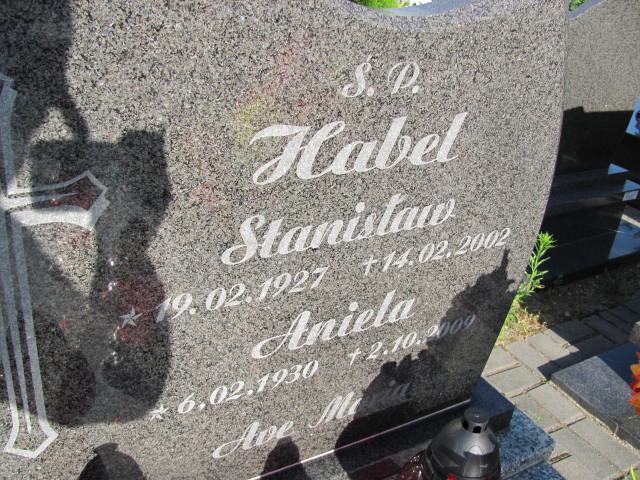 Ś. P.
Habel
Stanisław
★ 19.02.1927 † 14.02.2002
Aniela
★ 6.02.1930 † 2.10.2009
Ave Maria